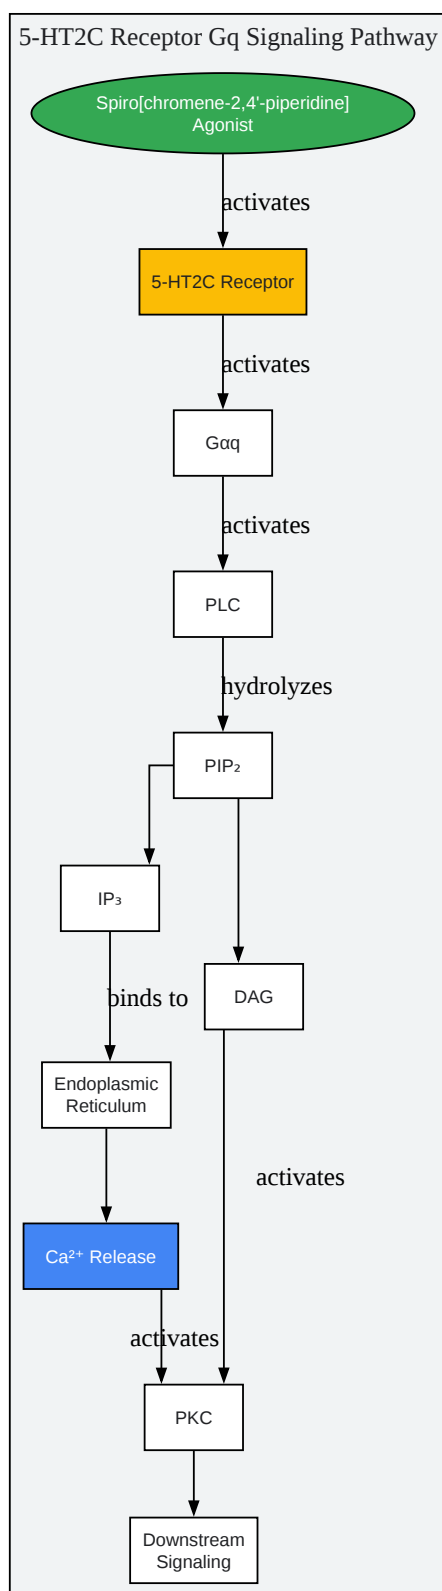 5-HT2C Receptor Gq Signaling Pathway
Spiro[chromene-2,4'-piperidine]
Agonist
activates
5-HT2C Receptor
activates
Gαq
activates
PLC
hydrolyzes
PIP₂
IP₃
binds to
DAG
Endoplasmic
Reticulum
activates
Ca²⁺ Release
activates
PKC
Downstream
Signaling